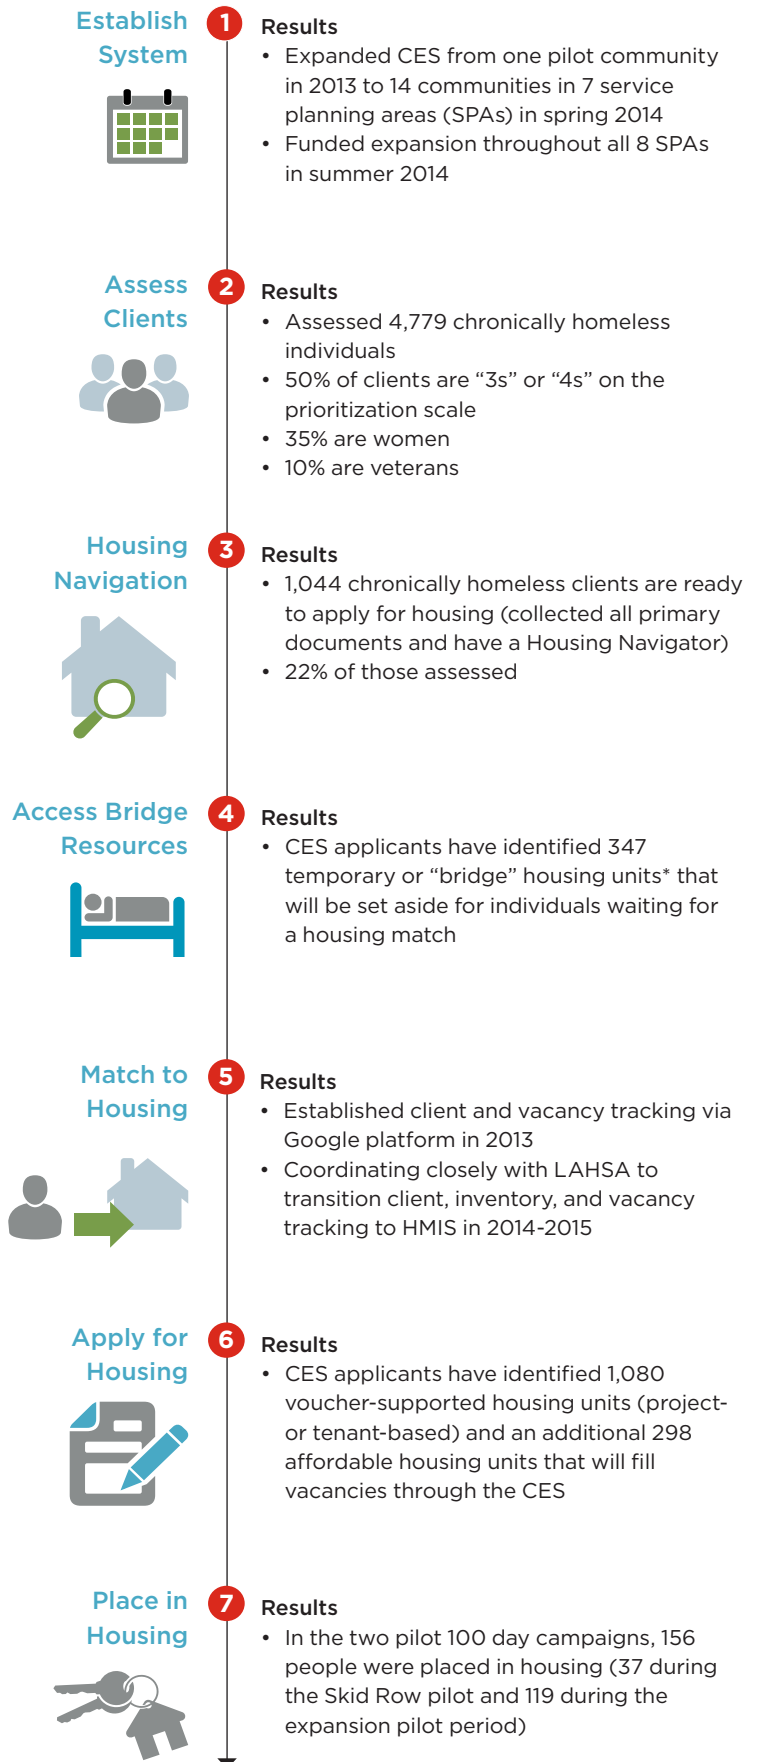 Establish
System
1
Results
• Expanded CES from one pilot community
in 2013 to 14 communities in 7 service
planning areas (SPAs) in spring 2014
• Funded expansion throughout all 8 SPAs
in summer 2014
Assess
Clients
2
Results
• Assessed 4,779 chronically homeless
individuals
• 50% of clients are “3s” or “4s” on the
prioritization scale
• 35% are women
• 10% are veterans
Housing
Navigation
3
Results
• 1,044 chronically homeless clients are ready
to apply for housing (collected all primary
documents and have a Housing Navigator)
• 22% of those assessed
Access Bridge
Resources
4
Results
• CES applicants have identified 347
temporary or “bridge” housing units* that
will be set aside for individuals waiting for
a housing match
Match to
Housing
5
Results
• Established client and vacancy tracking via
Google platform in 2013
• Coordinating closely with LAHSA to
transition client, inventory, and vacancy
tracking to HMIS in 2014-2015
Apply for
Housing
6
Results
• CES applicants have identified 1,080
voucher-supported housing units (project-
or tenant-based) and an additional 298
affordable housing units that will fill
vacancies through the CES
Place in
Housing
7
Results
• In the two pilot 100 day campaigns, 156
people were placed in housing (37 during
the Skid Row pilot and 119 during the
expansion pilot period)